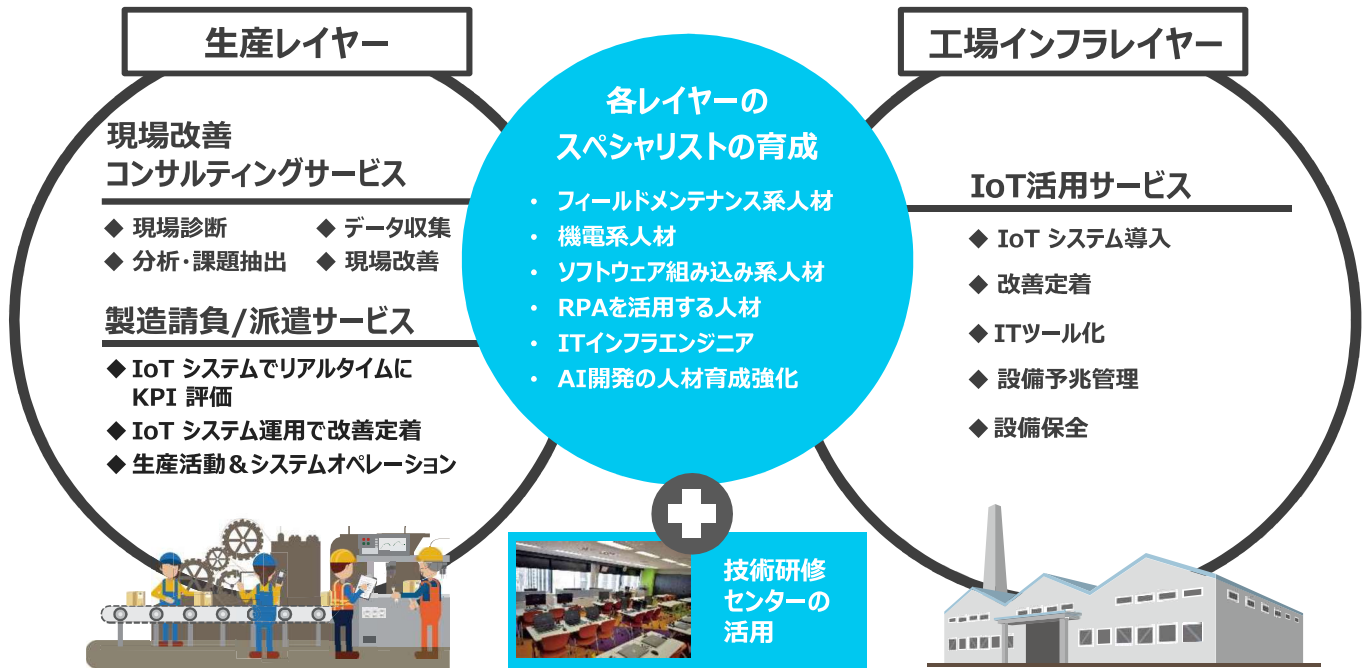 生産レイヤー
現場改善
コンサルティングサービス
◆ 現場診断
◆ データ収集
◆ 分析・課題抽出
◆ 現場改善
製造請負/派遣サービス
◆ IoT システムでリアルタイムに
KPI 評価
◆ IoT システム運用で改善定着
◆ 生産活動&システムオペレーション
各レイヤーの
スペシャリストの育成
・ フィールドメンテナンス系人材
・ 機電系人材
・ ソフトウェア組み込み系人材
・ RPAを活用する人材
・ ITインフラエンジニア
・ AI開発の人材育成強化
技術研修
センターの
活用
工場インフラレイヤー
IoT活用サービス
◆ IoT システム導入
◆ 改善定着
◆ ITツール化
◆ 設備予兆管理
◆ 設備保全